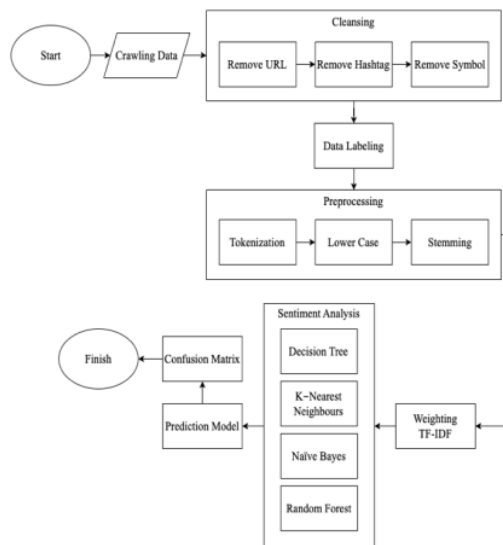 Cleansing
Start
Crawling Data
Remove URL
Remove Hashtag
Remove Symbol
Data Labeling
Preprocessing
Tokenization
Lower Case
Stemming
Sentiment Analysis
Decision Tree
Finish
Confusion Matrix
K-Nearest
Neighbours
Prediction Model
Weighting
TF-IDF
Naïve Bayes
Random Forest